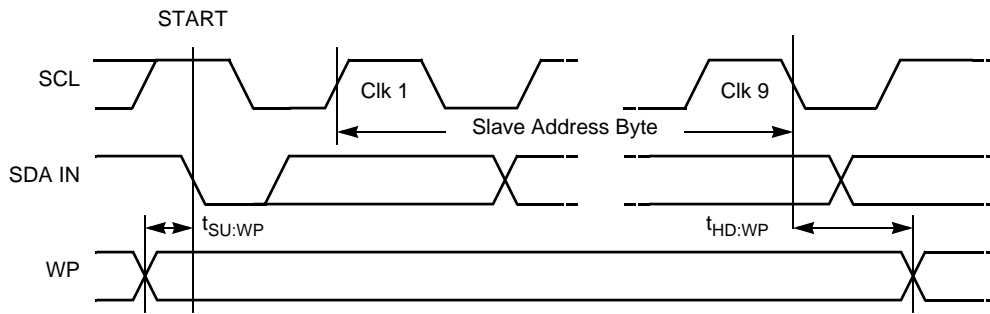 START
SCL
Clk 1
Clk 9
Slave Address Byte
SDA IN
tSU:WP
tHD:WP
WP